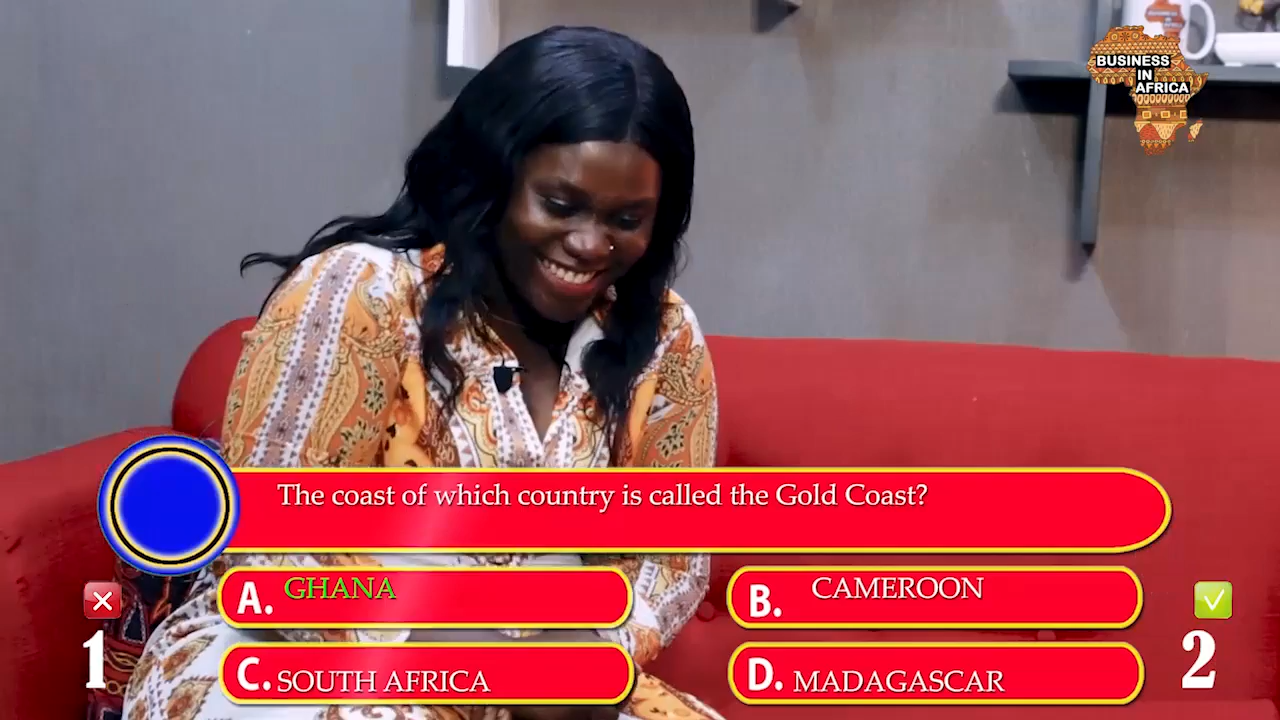 BUSINESS
IN
AFRICA
The coast of which country is called the Gold Coast?
A. GHANA
B. CAMEROON
C. SOUTH AFRICA
D. MADAGASCAR
1
2